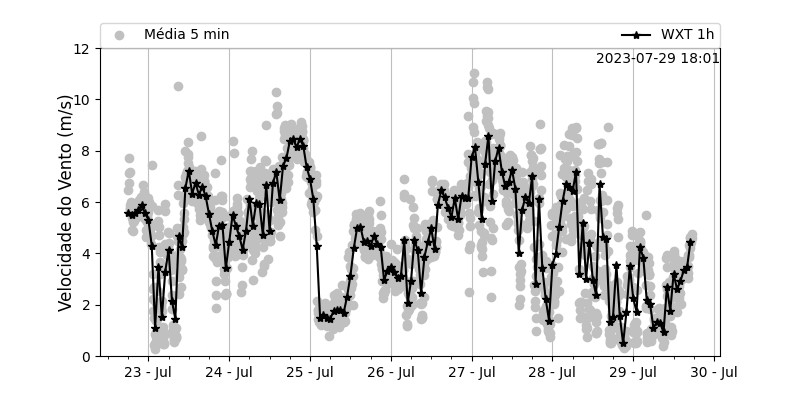 Média 5 min
WXT 1h
2023-07-29 18:01
Velocidade do Vento (m/s)
12
10
8
6
4
2
0
23 - Jul
24 - Jul
25 - Jul
26 - Jul
27 - Jul
28 - Jul
29 - Jul
30 - Jul